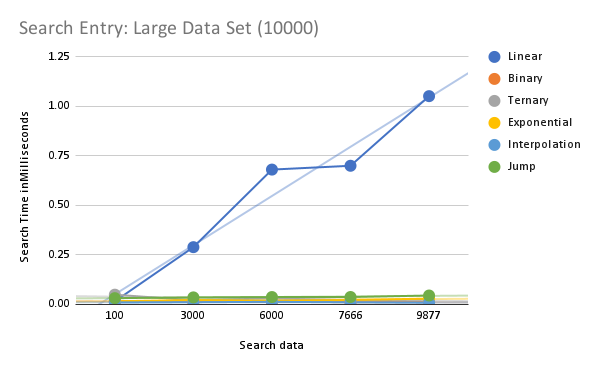 Search Entry: Large Data Set (10000)
1.25
1.00
0.75
0.50
0.25
0.00
Search Time inMilliseconds
100 3000 6000 7666 9877
Search data
Linear
Binary
Ternary
Exponential
Interpolation
Jump